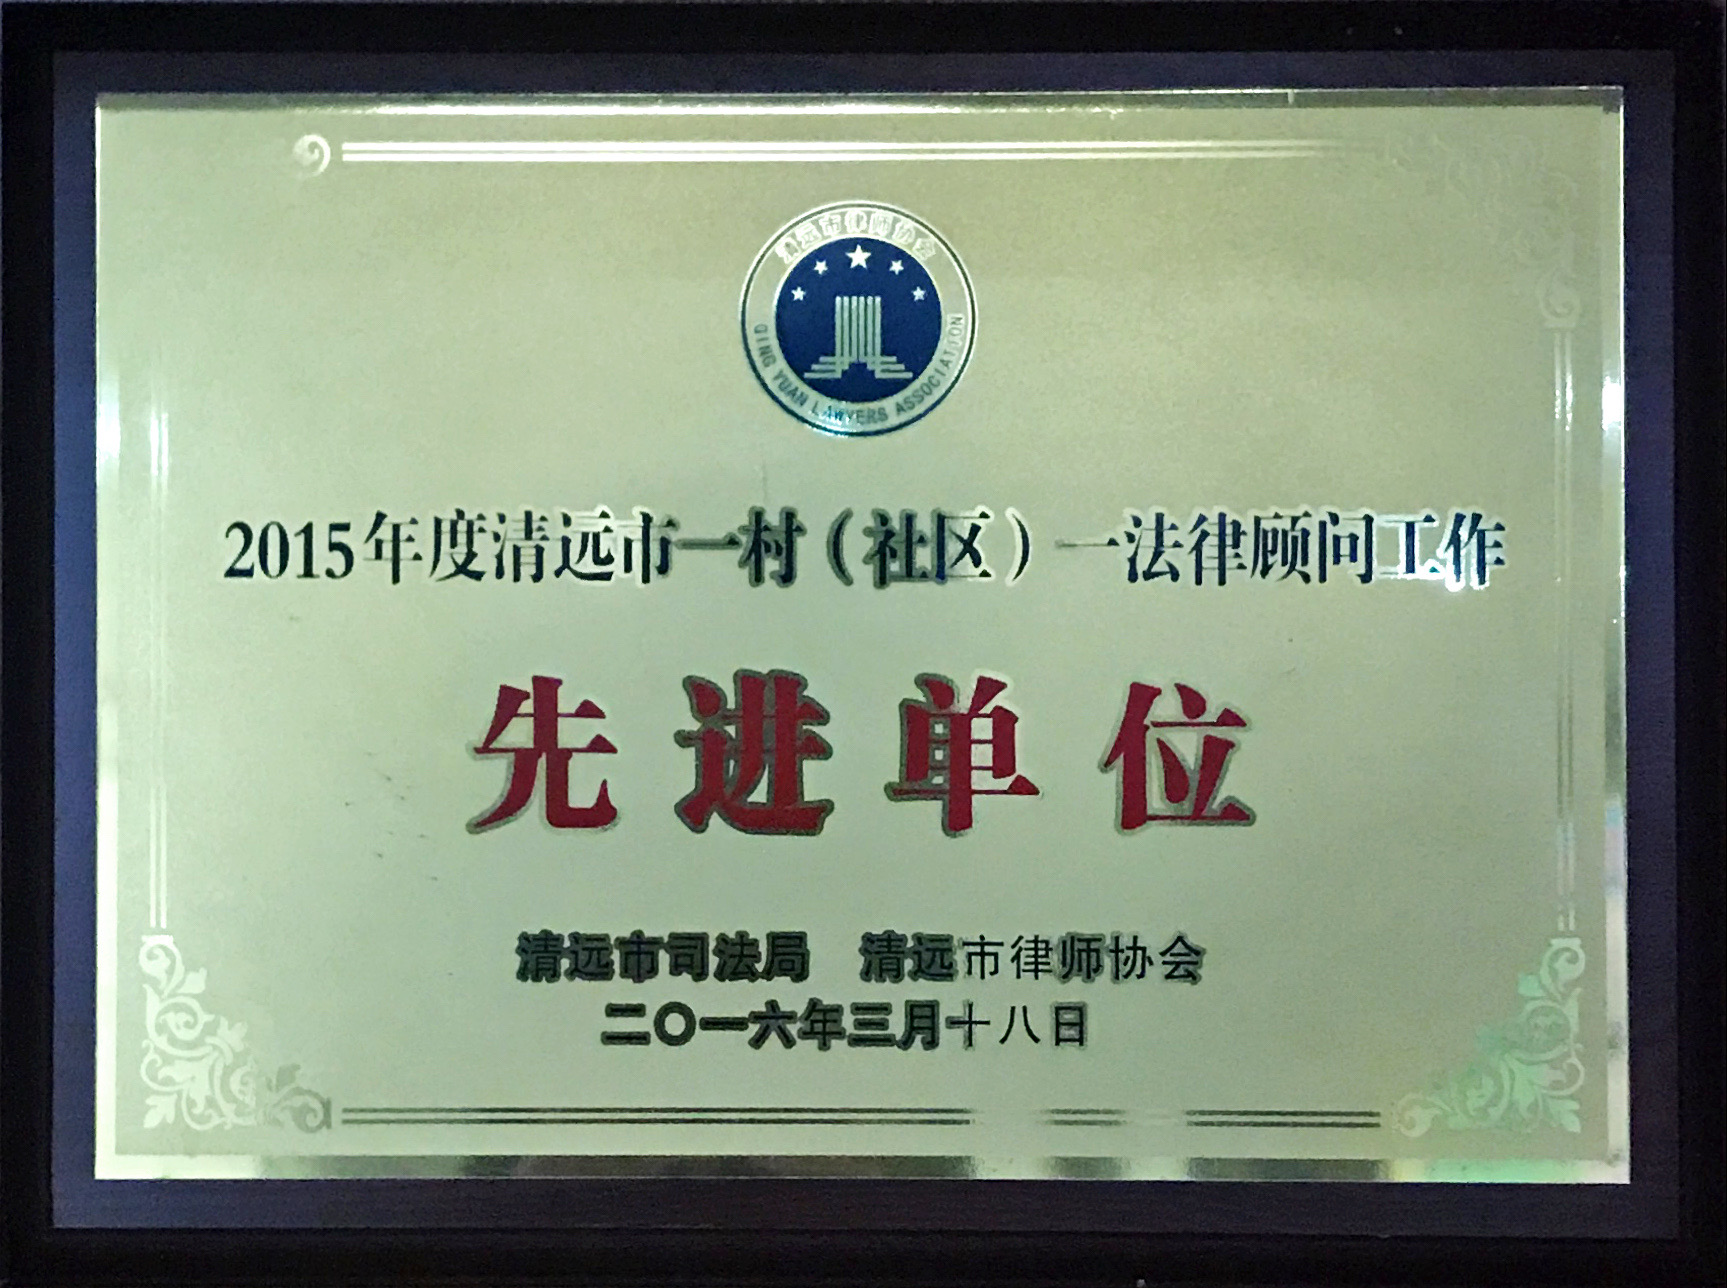 清远市律师协会
QING YUAN LAWYERS ASSOCIATION
2015年度清远市一村（社区）一法律顾问工作
先进单位
清远市司法局 清远市律师协会
二〇一六年三月十八日